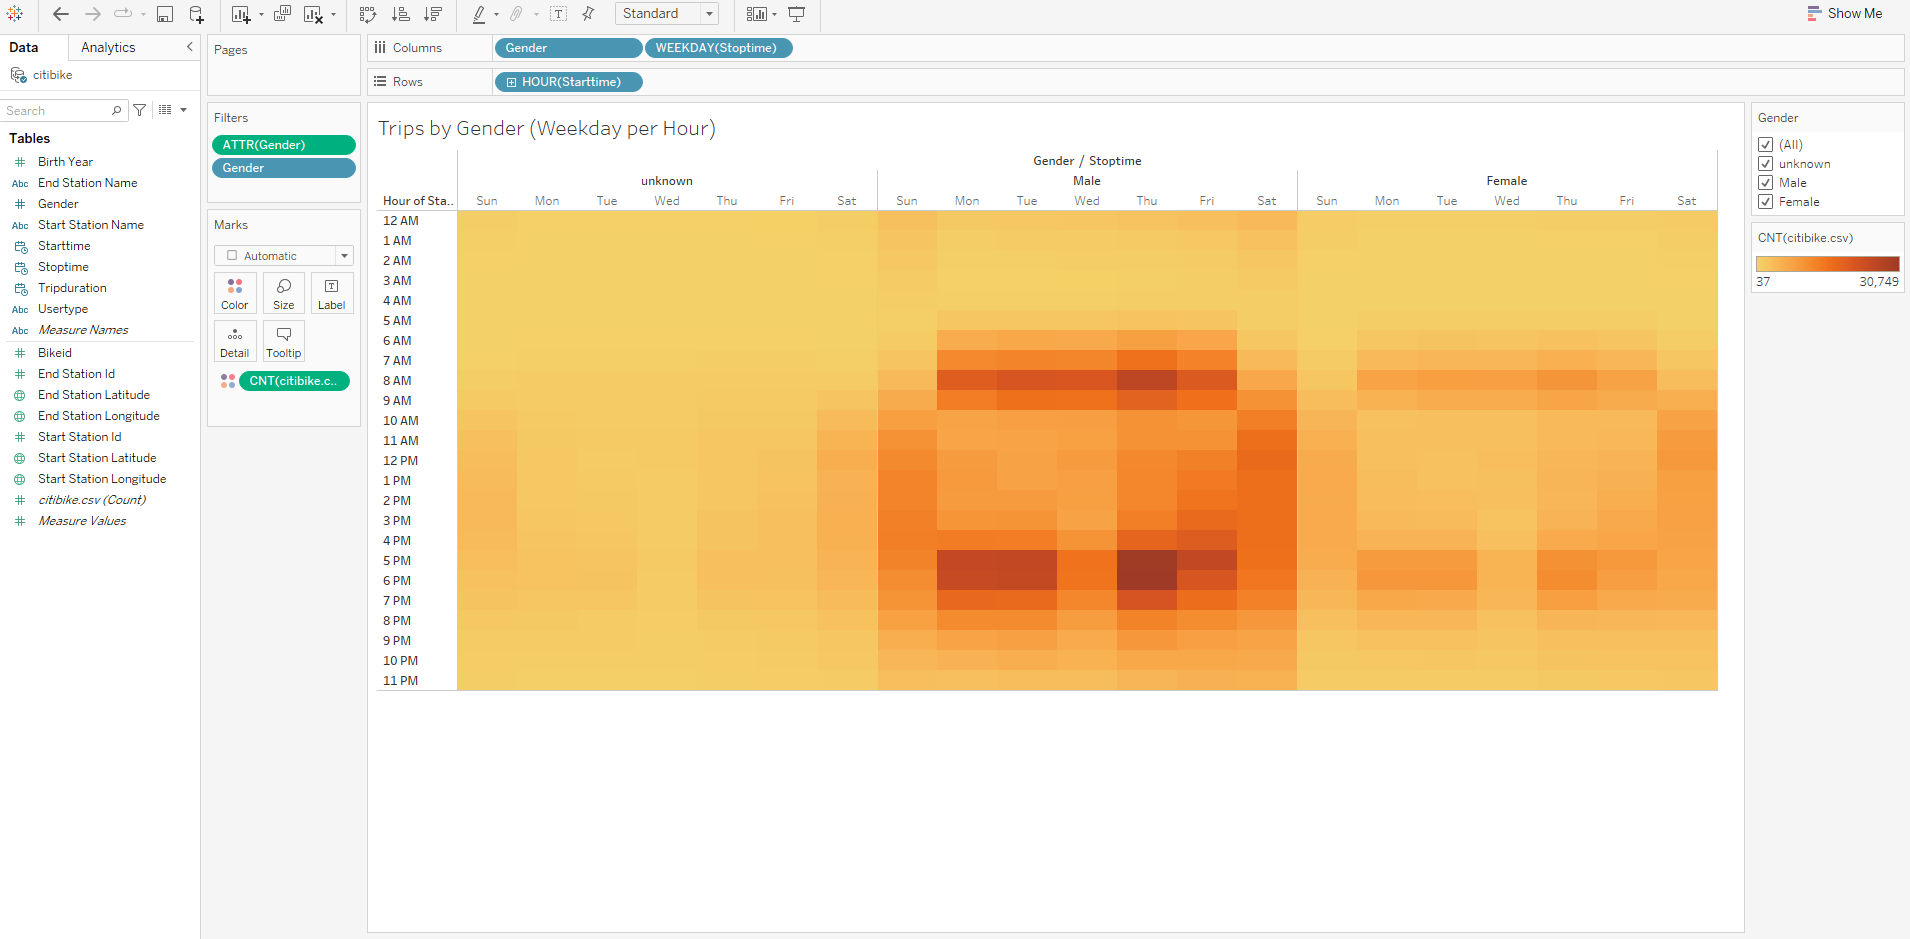 Standard
Show Me
Data
Analytics
citibike
Search
Tables
Birth Year
Abc End Station Name
Gender
Abc Start Station Name
Starttime
Stoptime
Tripduration
Abc Usertype
Abc Measure Names
Bikeid
End Station Id
End Station Latitude
End Station Longitude
Start Station Id
Start Station Latitude
Start Station Longitude
citibike.csv (Count)
Measure Values
Pages
Filters
ATTR(Gender)
Gender
Marks
Automatic
Color Size Label
Detail Tooltip
CNT(citibike.c..
Columns Gender WEEKDAY(Stoptime)
Rows HOUR(Starttime)
Trips by Gender (Weekday per Hour)
Gender / Stoptime
unknown Male Female
Hour of Sta.. Sun Mon Tue Wed Thu Fri Sat Sun Mon Tue Wed Thu Fri Sat Sun Mon Tue Wed Thu Fri Sat
12 AM
1 AM
2 AM
3 AM
4 AM
5 AM
6 AM
7 AM
8 AM
9 AM
10 AM
11 AM
12 PM
1 PM
2 PM
3 PM
4 PM
5 PM
6 PM
7 PM
8 PM
9 PM
10 PM
11 PM
Gender
(All)
unknown
Male
Female
CNT(citibike.csv)
37 30,749